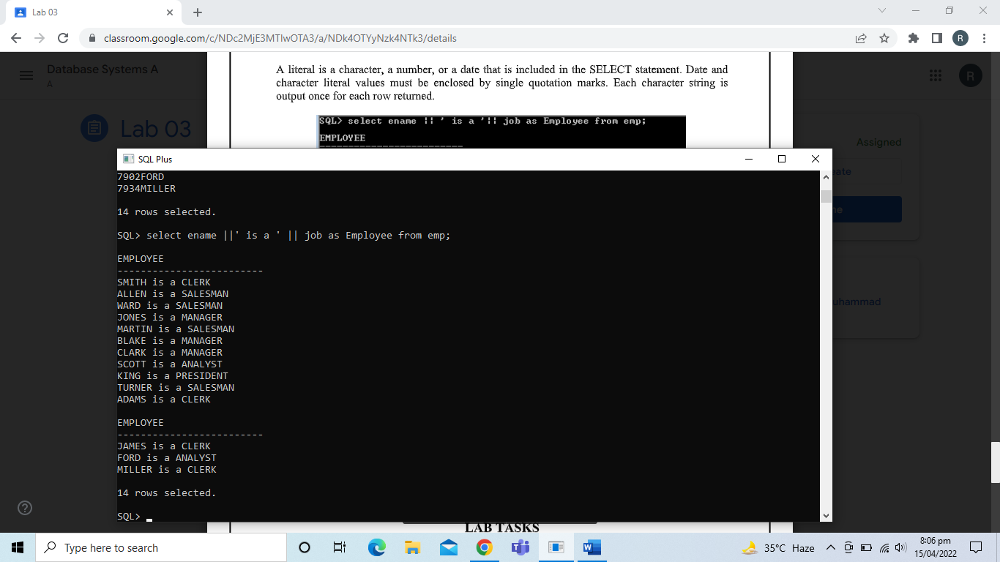 Lab 03
classroom.google.com/c/NDc2MjE3MTIwOTA3/a/NDk4OTYyNzk4NTk3/details
R
Database Systems A
A
R
Lab 03
Assigned
eate
ne
uhammad
A literal is a character, a number, or a date that is included in the SELECT statement. Date and
character literal values must be enclosed by single quotation marks. Each character string is
output once for each row returned.
SQL> select ename || ' is a '|| job as Employee from emp;
EMPLOYEE
-------------------------
SQL Plus
7902FORD
7934MILLER
14 rows selected.
SQL> select ename ||' is a ' || job as Employee from emp;
EMPLOYEE
-------------------------
SMITH is a CLERK
ALLEN is a SALESMAN
WARD is a SALESMAN
JONES is a MANAGER
MARTIN is a SALESMAN
BLAKE is a MANAGER
CLARK is a MANAGER
SCOTT is a ANALYST
KING is a PRESIDENT
TURNER is a SALESMAN
ADAMS is a CLERK
EMPLOYEE
-------------------------
JAMES is a CLERK
FORD is a ANALYST
MILLER is a CLERK
14 rows selected.
SQL>
LAB TASKS
Type here to search
35°C Haze
8:06 pm
15/04/2022